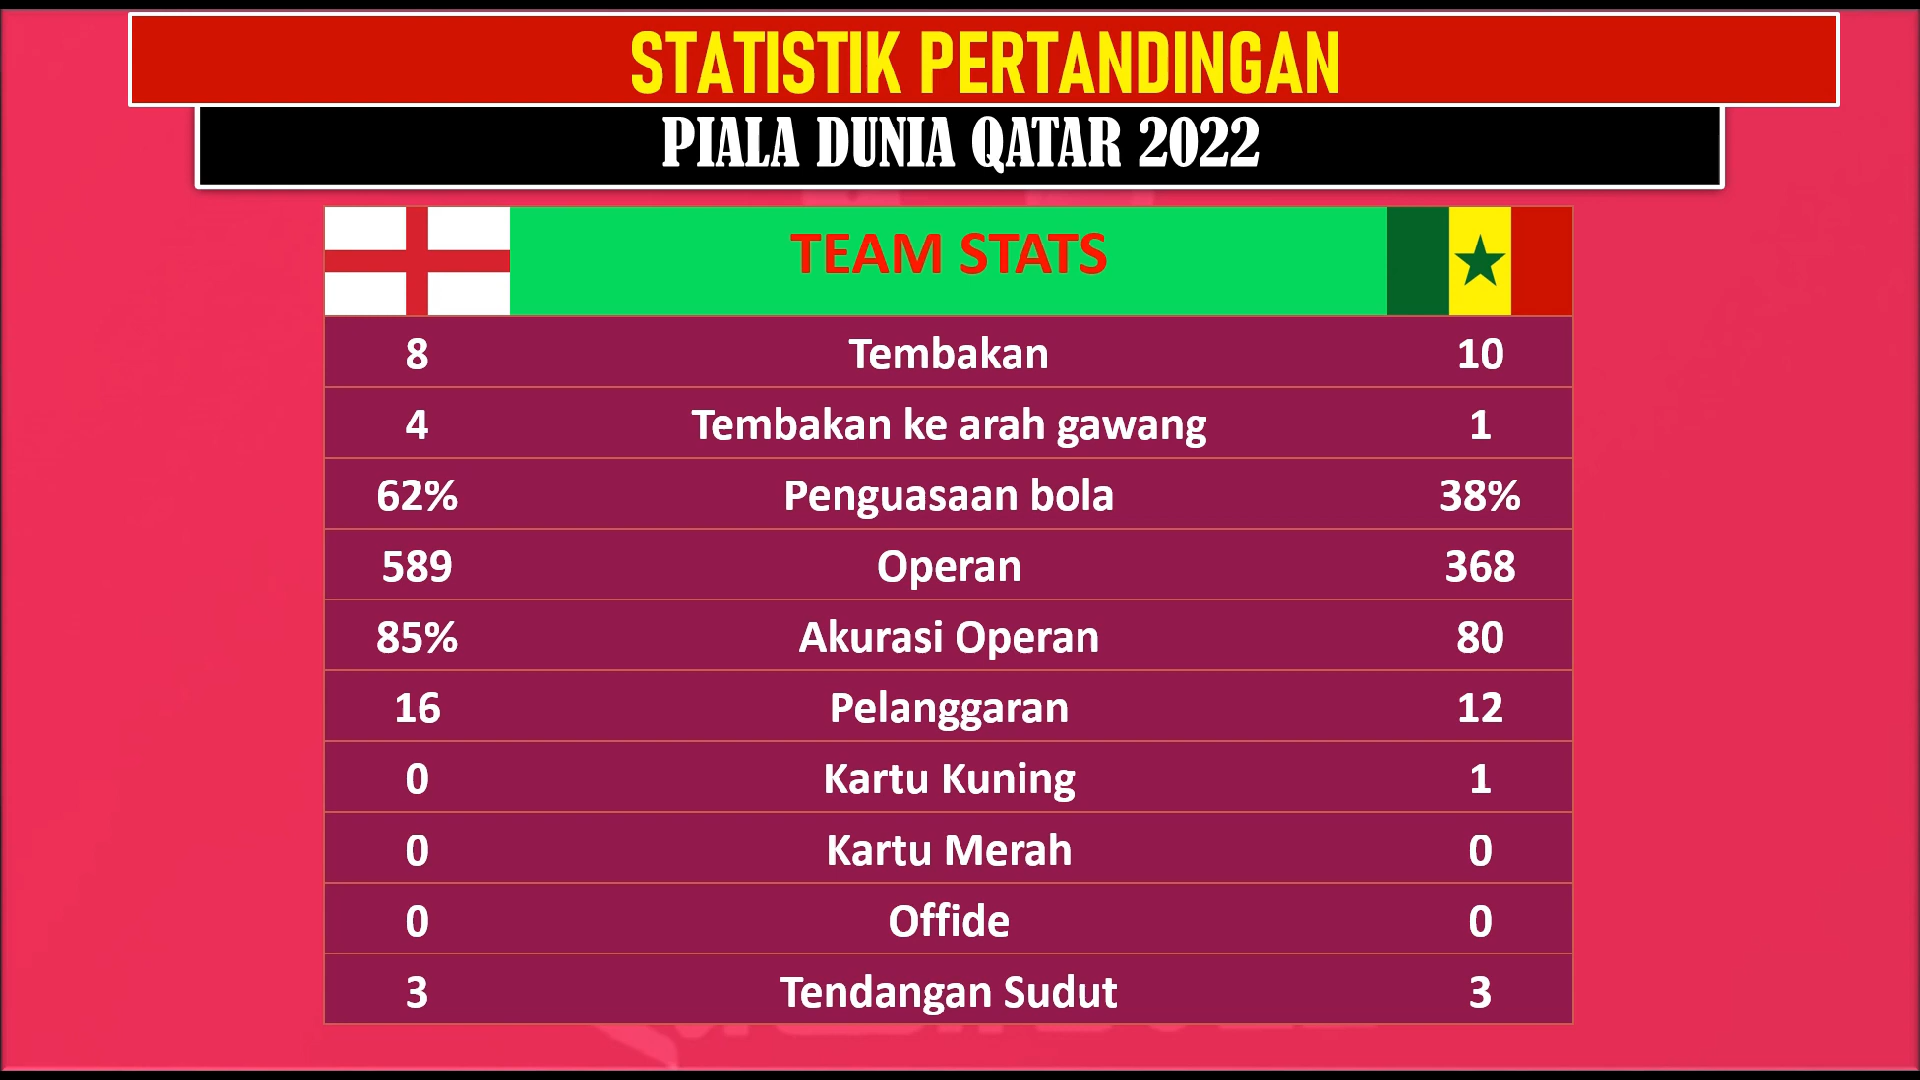 STATISTIK PERTANDINGAN
PIALA DUNIA QATAR 2022
TEAM STATS
8 Tembakan 10
4 Tembakan ke arah gawang 1
62% Penguasaan bola 38%
589 Operan 368
85% Akurasi Operan 80
16 Pelanggaran 12
0 Kartu Kuning 1
0 Kartu Merah 0
0 Offide 0
3 Tendangan Sudut 3